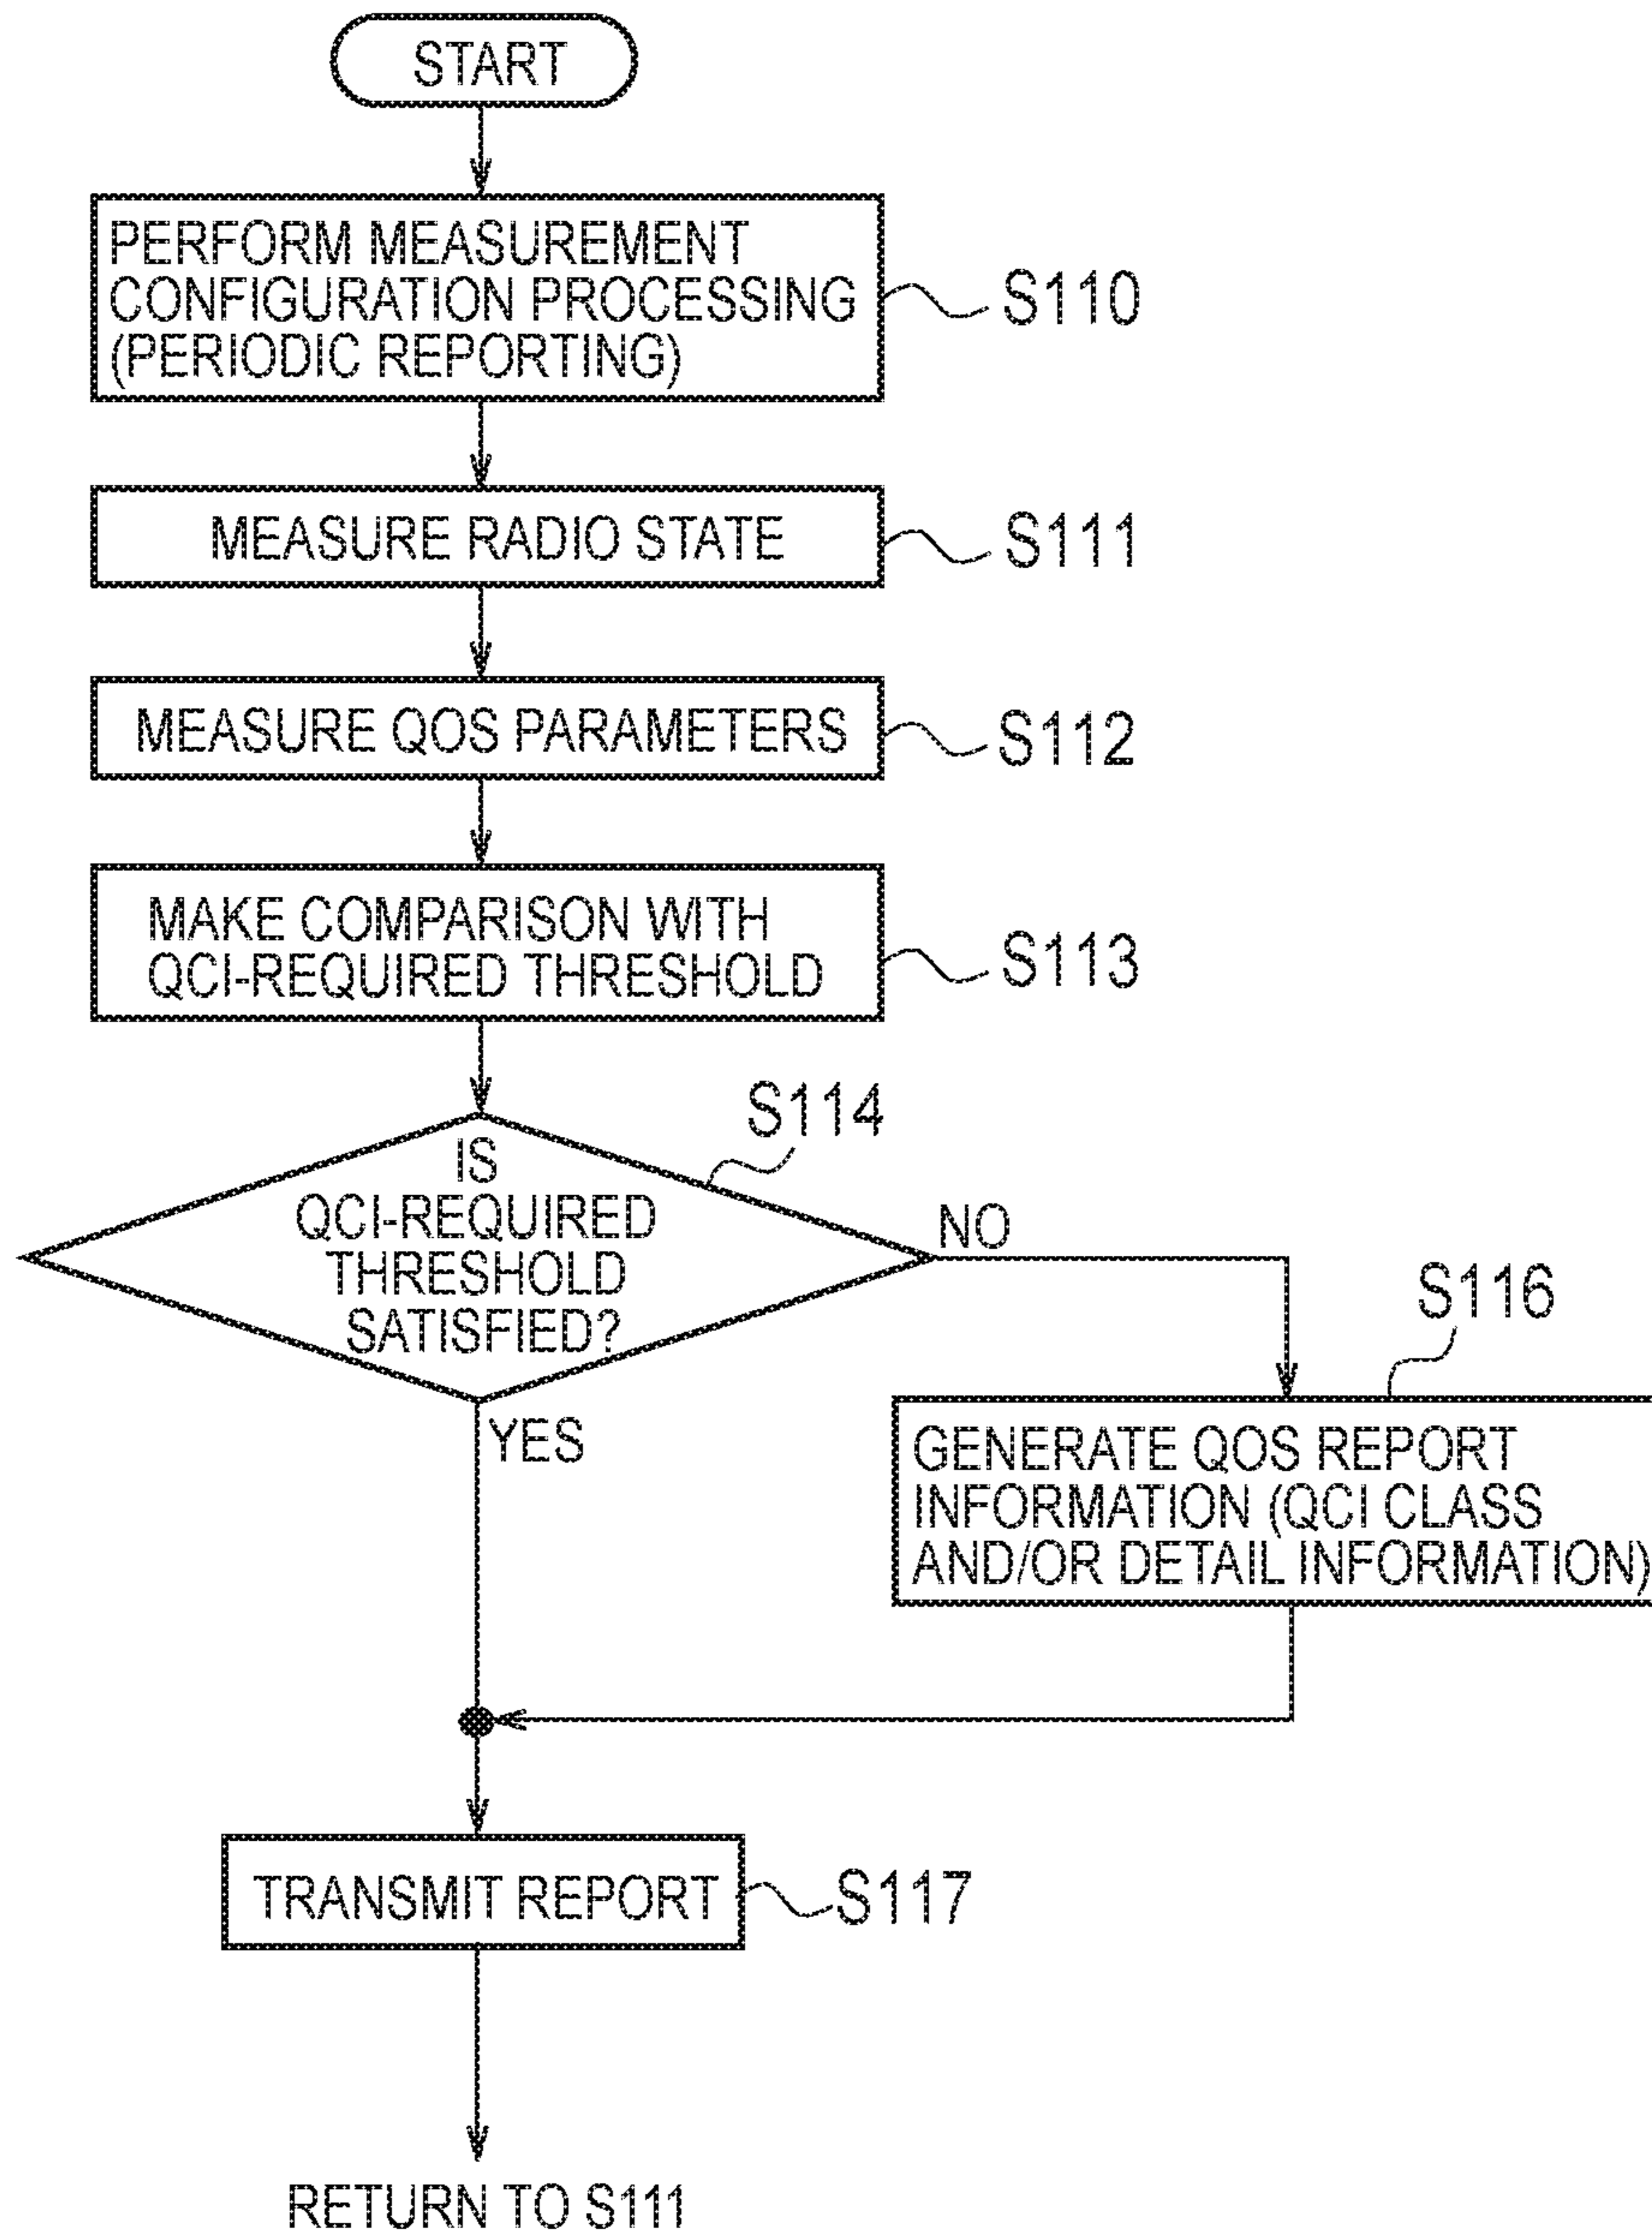 START
PERFORM MEASUREMENT
CONFIGURATION PROCESSING
(PERIODIC REPORTING)
S110
MEASURE RADIO STATE
S111
MEASURE QOS PARAMETERS
S112
MAKE COMPARISON WITH
QCI-REQUIRED THRESHOLD
S113
S114
IS
QCI-REQUIRED
THRESHOLD
SATISFIED?
NO
YES
S116
GENERATE QOS REPORT
INFORMATION (QCI CLASS
AND/OR DETAIL INFORMATION)
TRANSMIT REPORT
S117
RETURN TO S111